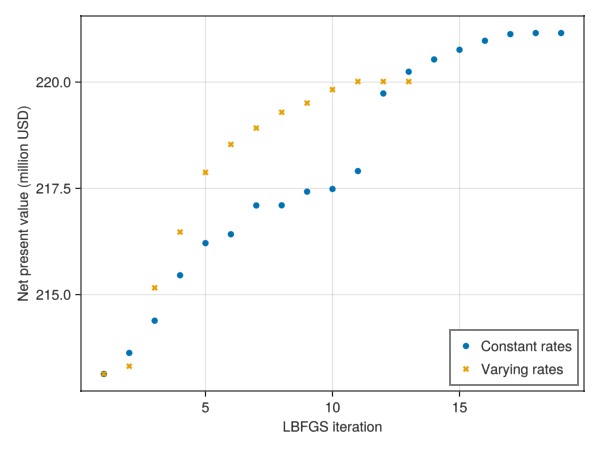 Net present value (million USD)
220.0
217.5
215.0
5
10
15
LBFGS iteration
Constant rates
Varying rates